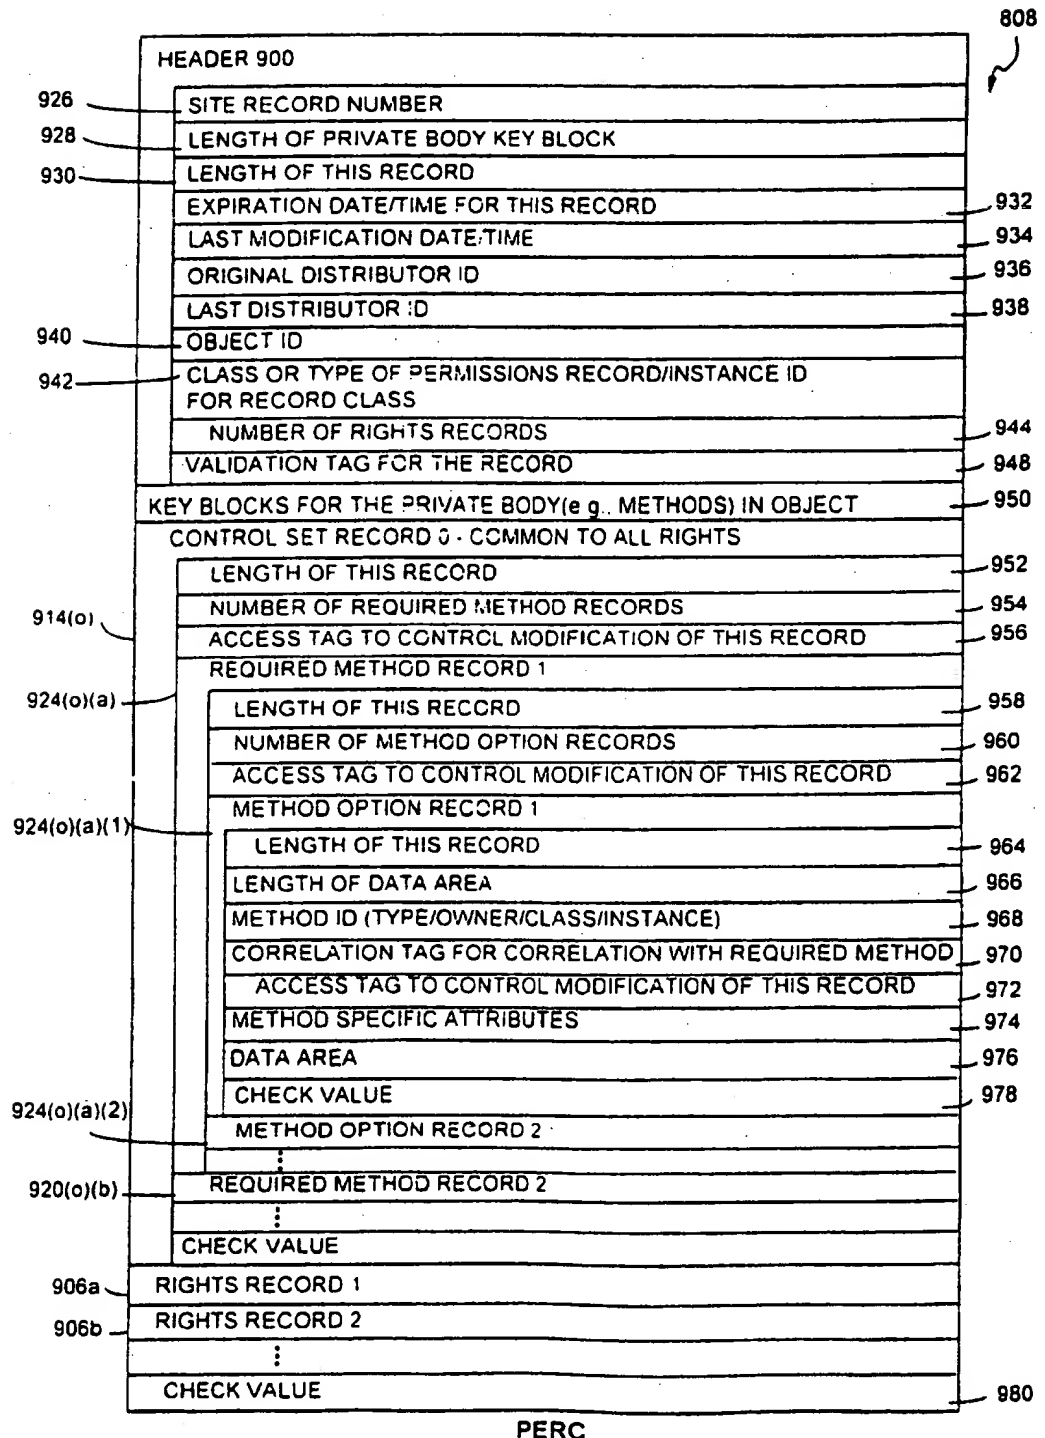 808
HEADER 900
926 SITE RECORD NUMBER
928 LENGTH OF PRIVATE BODY KEY BLOCK
930 LENGTH OF THIS RECORD
EXPIRATION DATE/TIME FOR THIS RECORD 932
LAST MODIFICATION DATE/TIME 934
ORIGINAL DISTRIBUTOR ID 936
LAST DISTRIBUTOR ID 938
940 OBJECT ID
942 CLASS OR TYPE OF PERMISSIONS RECORD/INSTANCE ID
FOR RECORD CLASS
NUMBER OF RIGHTS RECORDS 944
VALIDATION TAG FOR THE RECORD 948
KEY BLOCKS FOR THE PRIVATE BODY(e g., METHODS) IN OBJECT 950
CONTROL SET RECORD 0 - COMMON TO ALL RIGHTS
LENGTH OF THIS RECORD 952
914(o) NUMBER OF REQUIRED METHOD RECORDS 954
ACCESS TAG TO CONTROL MODIFICATION OF THIS RECORD 956
REQUIRED METHOD RECORD 1
924(o)(a) LENGTH OF THIS RECORD 958
NUMBER OF METHOD OPTION RECORDS 960
ACCESS TAG TO CONTROL MODIFICATION OF THIS RECORD 962
METHOD OPTION RECORD 1
924(o)(a)(1) LENGTH OF THIS RECORD 964
LENGTH OF DATA AREA 966
METHOD ID (TYPE/OWNER/CLASS/INSTANCE) 968
CORRELATION TAG FOR CORRELATION WITH REQUIRED METHOD 970
ACCESS TAG TO CONTROL MODIFICATION OF THIS RECORD 972
METHOD SPECIFIC ATTRIBUTES 974
DATA AREA 976
CHECK VALUE 978
924(o)(a)(2) METHOD OPTION RECORD 2
920(o)(b) REQUIRED METHOD RECORD 2
CHECK VALUE
906a RIGHTS RECORD 1
906b RIGHTS RECORD 2
CHECK VALUE 980
PERC